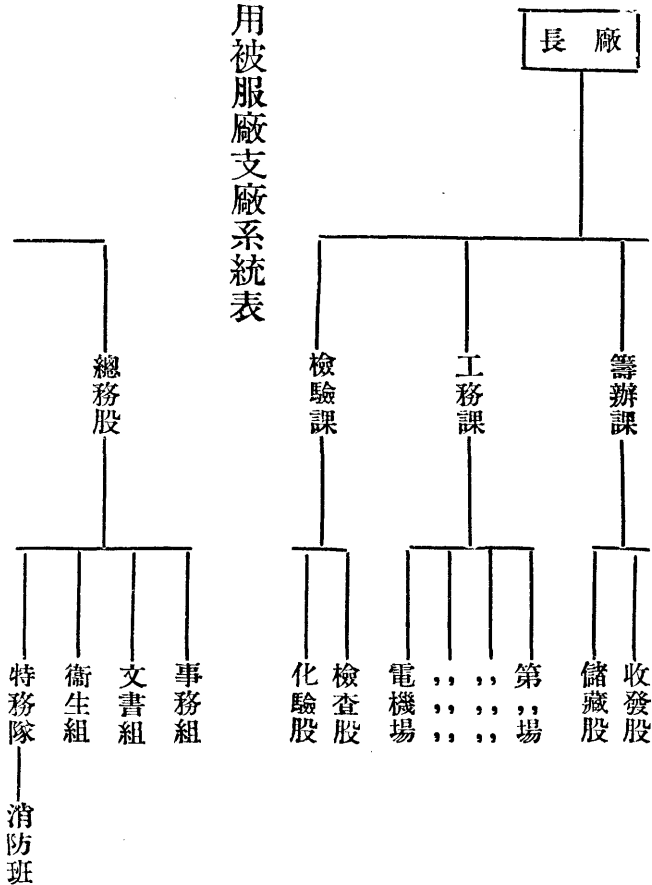 廠長
籌辦課
工務課
檢驗課
收發股
儲藏股
第,,場
,,,,,,
,,,,,,
電機場
檢查股
化驗股
用被服廠支廠系統表
總務股
事務組
文書組
衞生組
特務隊
消防班